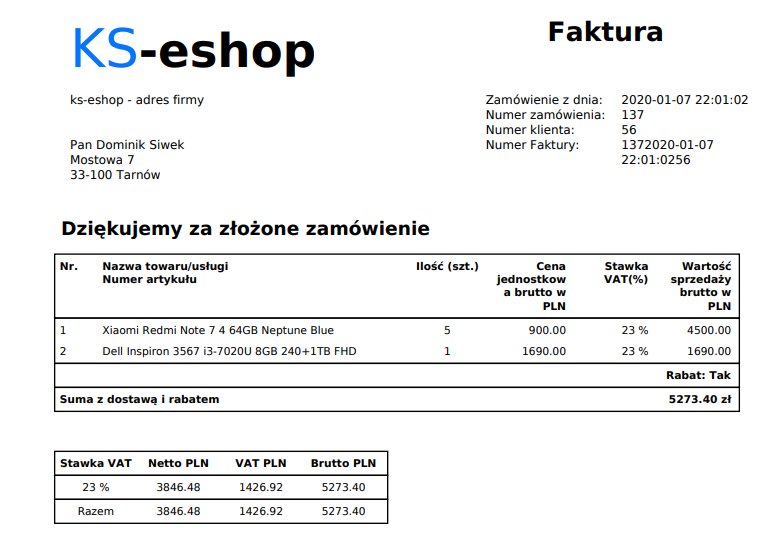 KS-eshop
Faktura
ks-eshop - adres firmy
Zamówienie z dnia: 2020-01-07 22:01:02
Numer zamówienia: 137
Numer klienta: 56
Numer Faktury: 1372020-01-07
22:01:0256
Pan Dominik Siwek
Mostowa 7
33-100 Tarnów
Dziękujemy za złożone zamówienie
Nr. Nazwa towaru/usługi Ilość (szt.) Cena Stawka Wartość
Numer artykułu jednostkow VAT(%) sprzedaży
a brutto w brutto w
PLN PLN
1 Xiaomi Redmi Note 7 4 64GB Neptune Blue 5 900.00 23 % 4500.00
2 Dell Inspiron 3567 i3-7020U 8GB 240+1TB FHD 1 1690.00 23 % 1690.00
Rabat: Tak
Suma z dostawą i rabatem 5273.40 zł
Stawka VAT Netto PLN VAT PLN Brutto PLN
23 % 3846.48 1426.92 5273.40
Razem 3846.48 1426.92 5273.40